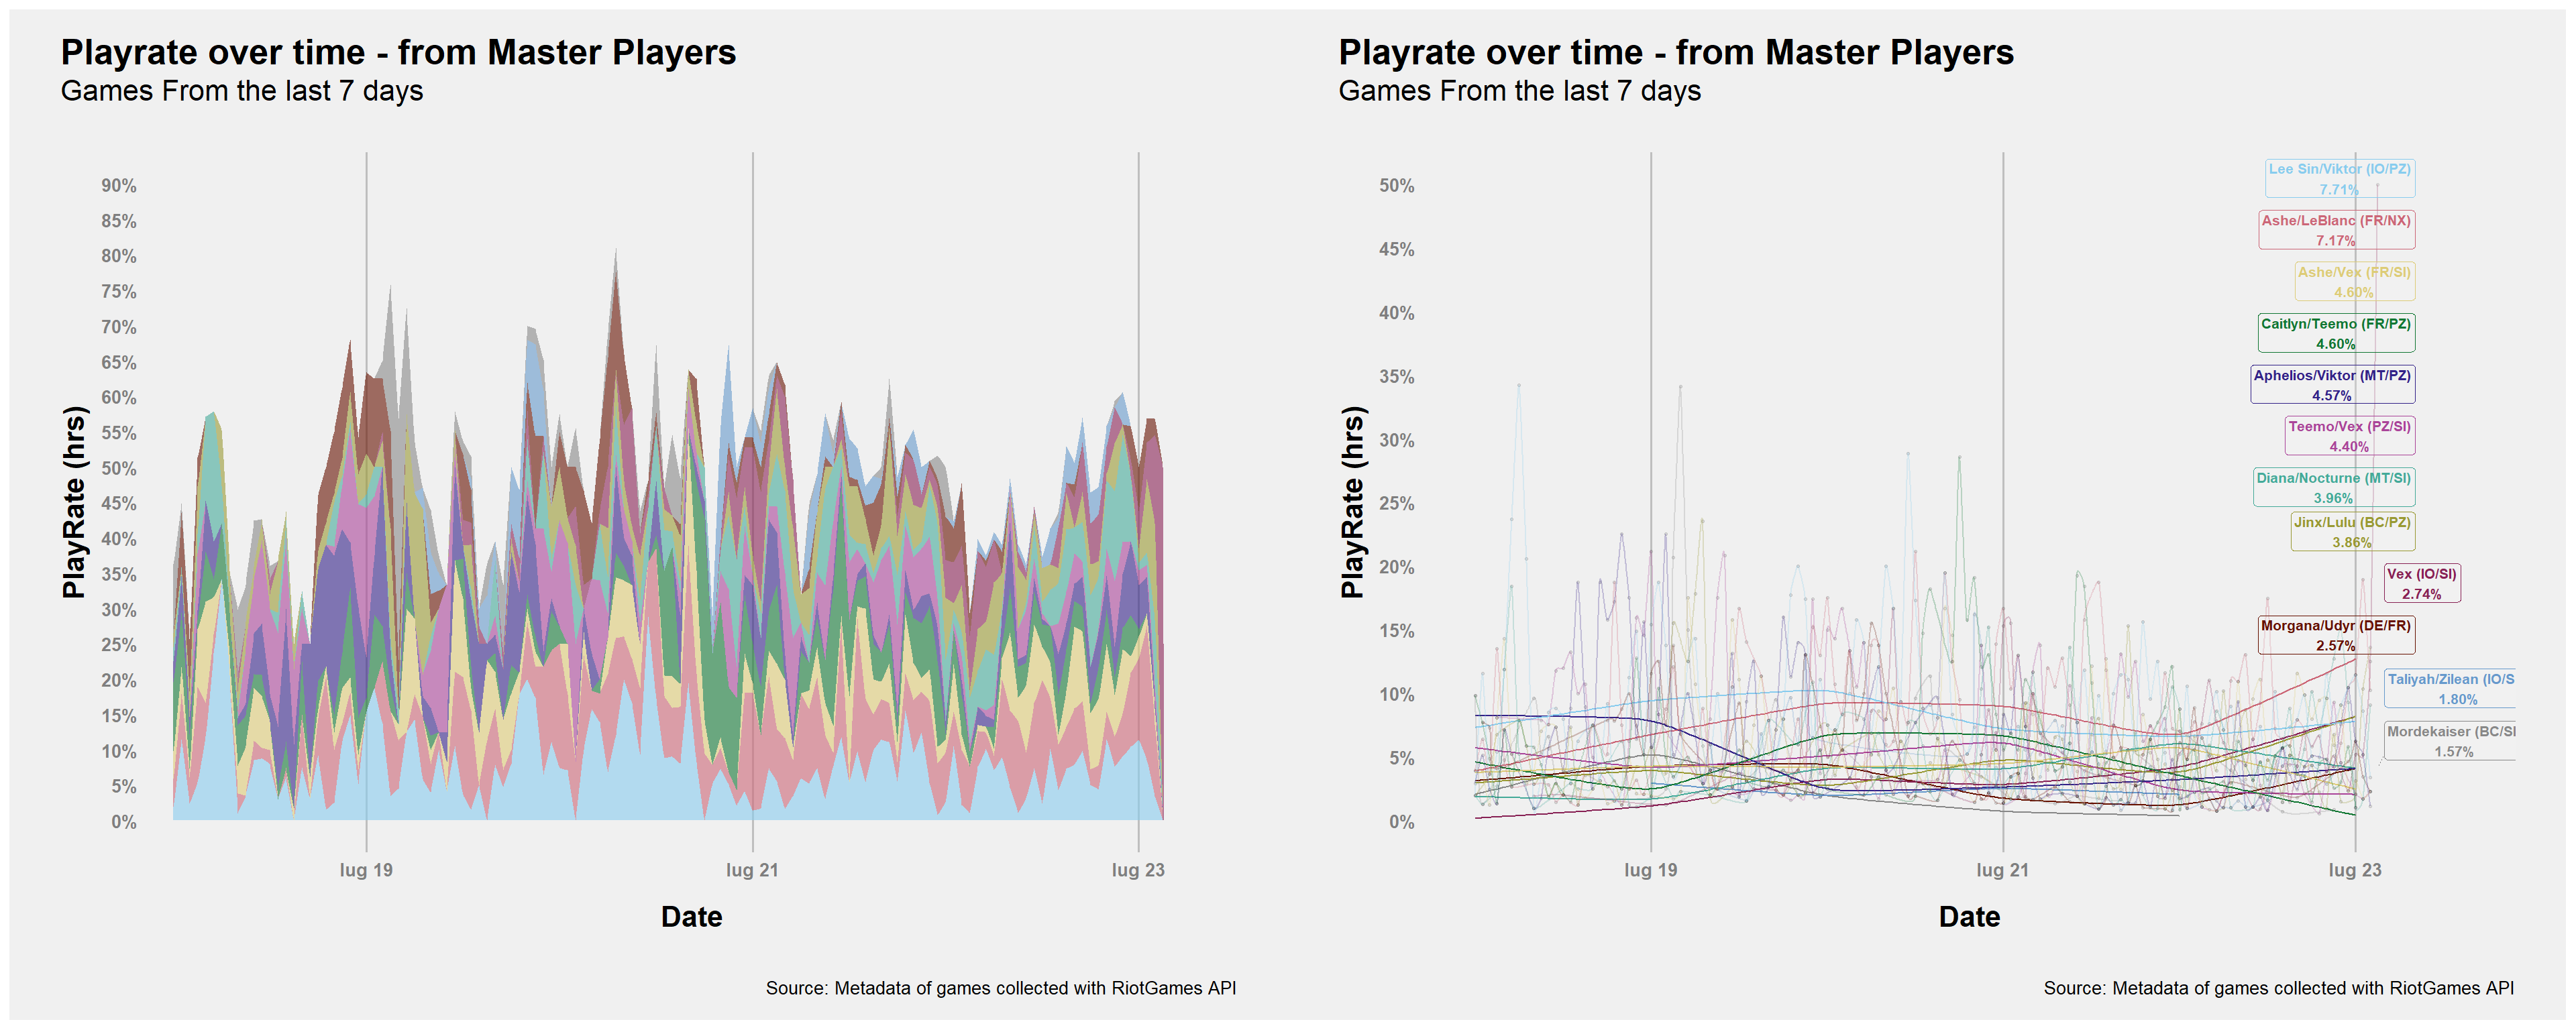 Playrate over time - from Master Players
Games From the last 7 days
90%
85%
80%
75%
70%
65%
60%
55%
50%
45%
40%
35%
30%
25%
20%
15%
10%
5%
0%
PlayRate (hrs)
lug 19
lug 21
lug 23
Date
Source: Metadata of games collected with RiotGames API
Playrate over time - from Master Players
Games From the last 7 days
50%
45%
40%
35%
30%
25%
20%
15%
10%
5%
0%
PlayRate (hrs)
Lee Sin/Viktor (IO/PZ)
7.71%
Ashe/LeBlanc (FR/NX)
7.17%
Ashe/Vex (FR/SI)
4.60%
Caitlyn/Teemo (FR/PZ)
4.60%
Aphelios/Viktor (MT/PZ)
4.57%
Teemo/Vex (PZ/SI)
4.40%
Diana/Nocturne (MT/SI)
3.96%
Jinx/Lulu (BC/PZ)
3.86%
Vex (IO/SI)
2.74%
Morgana/Udyr (DE/FR)
2.57%
Taliyah/Zilean (IO/S
1.80%
Mordekaiser (BC/SI
1.57%
lug 19
lug 21
lug 23
Date
Source: Metadata of games collected with RiotGames API